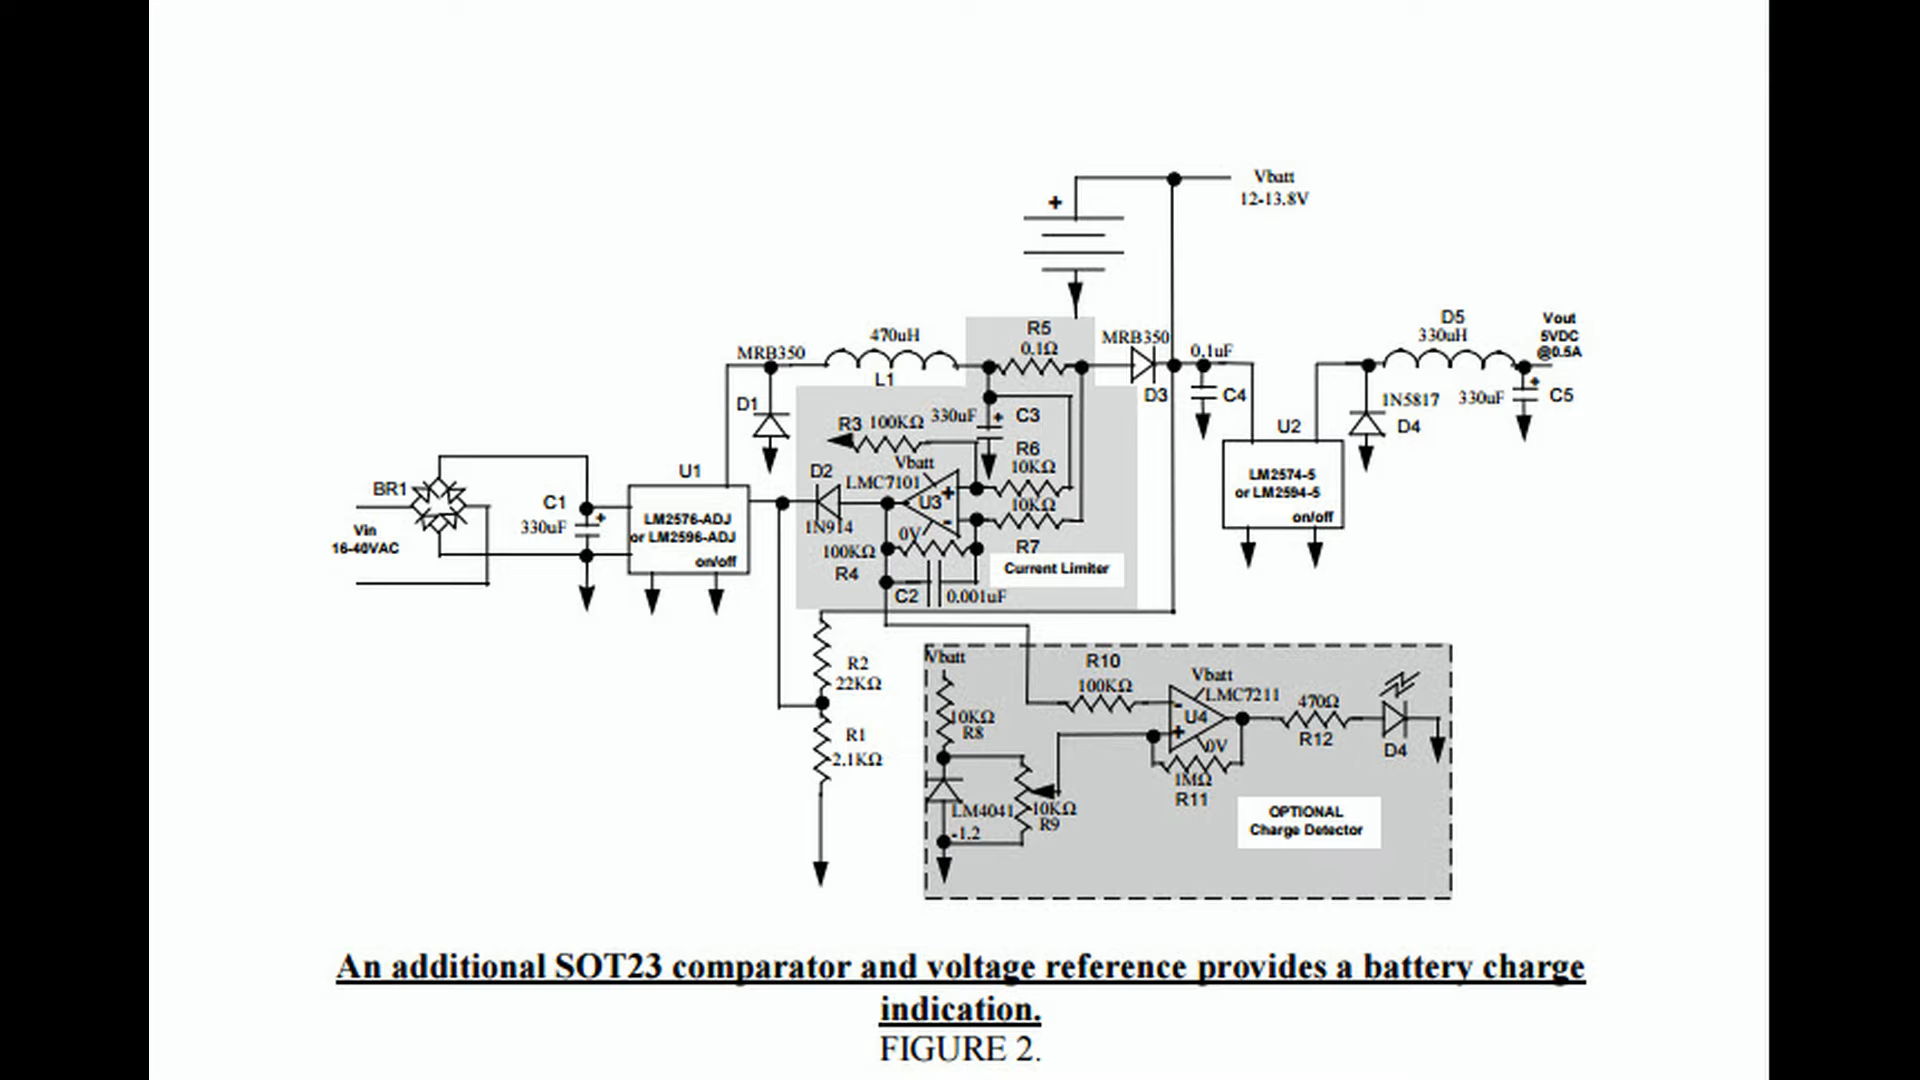 Vbatt
12-13.8V
+
R5
0.1Ω
MRB350
D3
0.1uF
C4
470uH
MRB350
L1
D1
D5
330uH
Vout
5VDC
@0.5A
1N5817
D4
330uF
+
C5
U2
LM2574-5
or LM2594-5
on/off
R3
100KΩ
330uF
+
C3
Vbatt
R6
10KΩ
D2
LMC7101
U3
+
-
10KΩ
1N914
0V
R7
100KΩ
R4
Current Limiter
C2
0.001uF
BR1
Vin
16-40VAC
C1
330uF
+
U1
LM2576-ADJ
or LM2596-ADJ
on/off
R2
22KΩ
R1
2.1KΩ
Vbatt
10KΩ
R8
LM4041
-1.2
10KΩ
R9
R10
100KΩ
Vbatt
LMC7211
-
U4
+
0V
1MΩ
R11
470Ω
R12
D4
OPTIONAL
Charge Detector
An additional SOT23 comparator and voltage reference provides a battery charge
indication.
FIGURE 2.